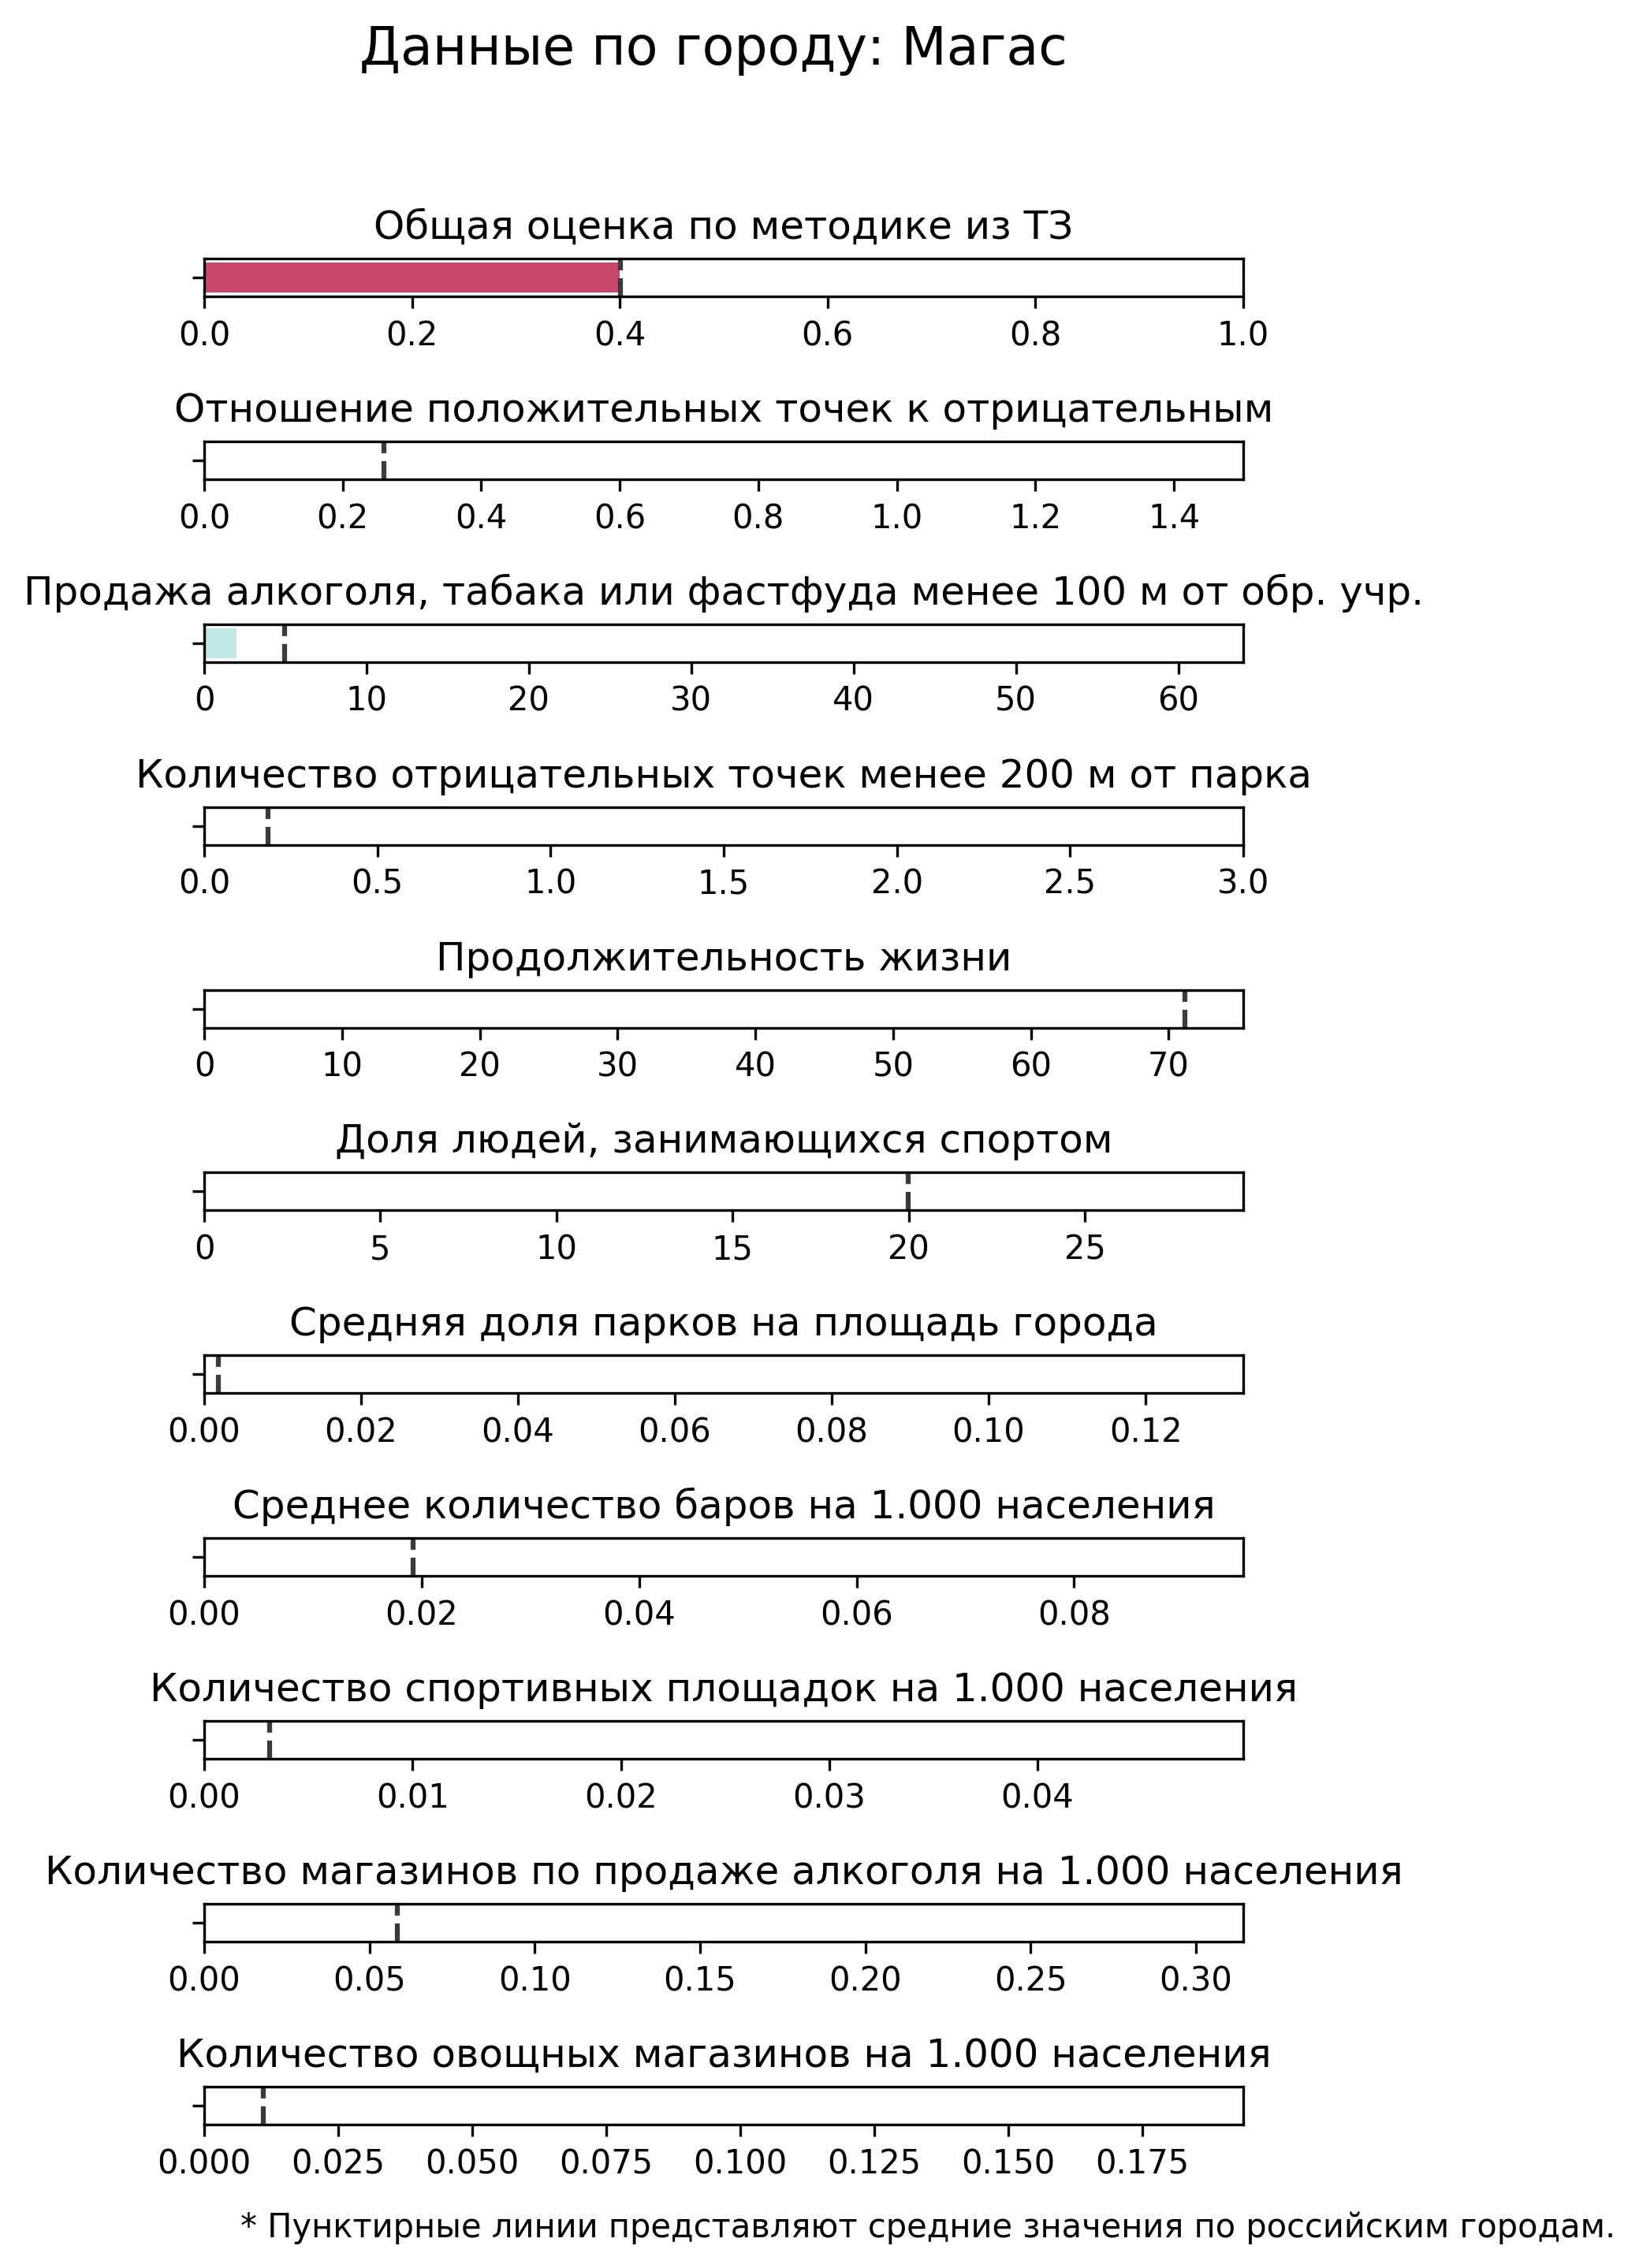 Данные по городу: Магас
Общая оценка по методике из ТЗ
0.0 0.2 0.4 0.6 0.8 1.0
Отношение положительных точек к отрицательным
0.0 0.2 0.4 0.6 0.8 1.0 1.2 1.4
Продажа алкоголя, табака или фастфуда менее 100 м от обр. учр.
0 10 20 30 40 50 60
Количество отрицательных точек менее 200 м от парка
0.0 0.5 1.0 1.5 2.0 2.5 3.0
Продолжительность жизни
0 10 20 30 40 50 60 70
Доля людей, занимающихся спортом
0 5 10 15 20 25
Средняя доля парков на площадь города
0.00 0.02 0.04 0.06 0.08 0.10 0.12
Среднее количество баров на 1.000 населения
0.00 0.02 0.04 0.06 0.08
Количество спортивных площадок на 1.000 населения
0.00 0.01 0.02 0.03 0.04
Количество магазинов по продаже алкоголя на 1.000 населения
0.00 0.05 0.10 0.15 0.20 0.25 0.30
Количество овощных магазинов на 1.000 населения
0.000 0.025 0.050 0.075 0.100 0.125 0.150 0.175
* Пунктирные линии представляют средние значения по российским городам.